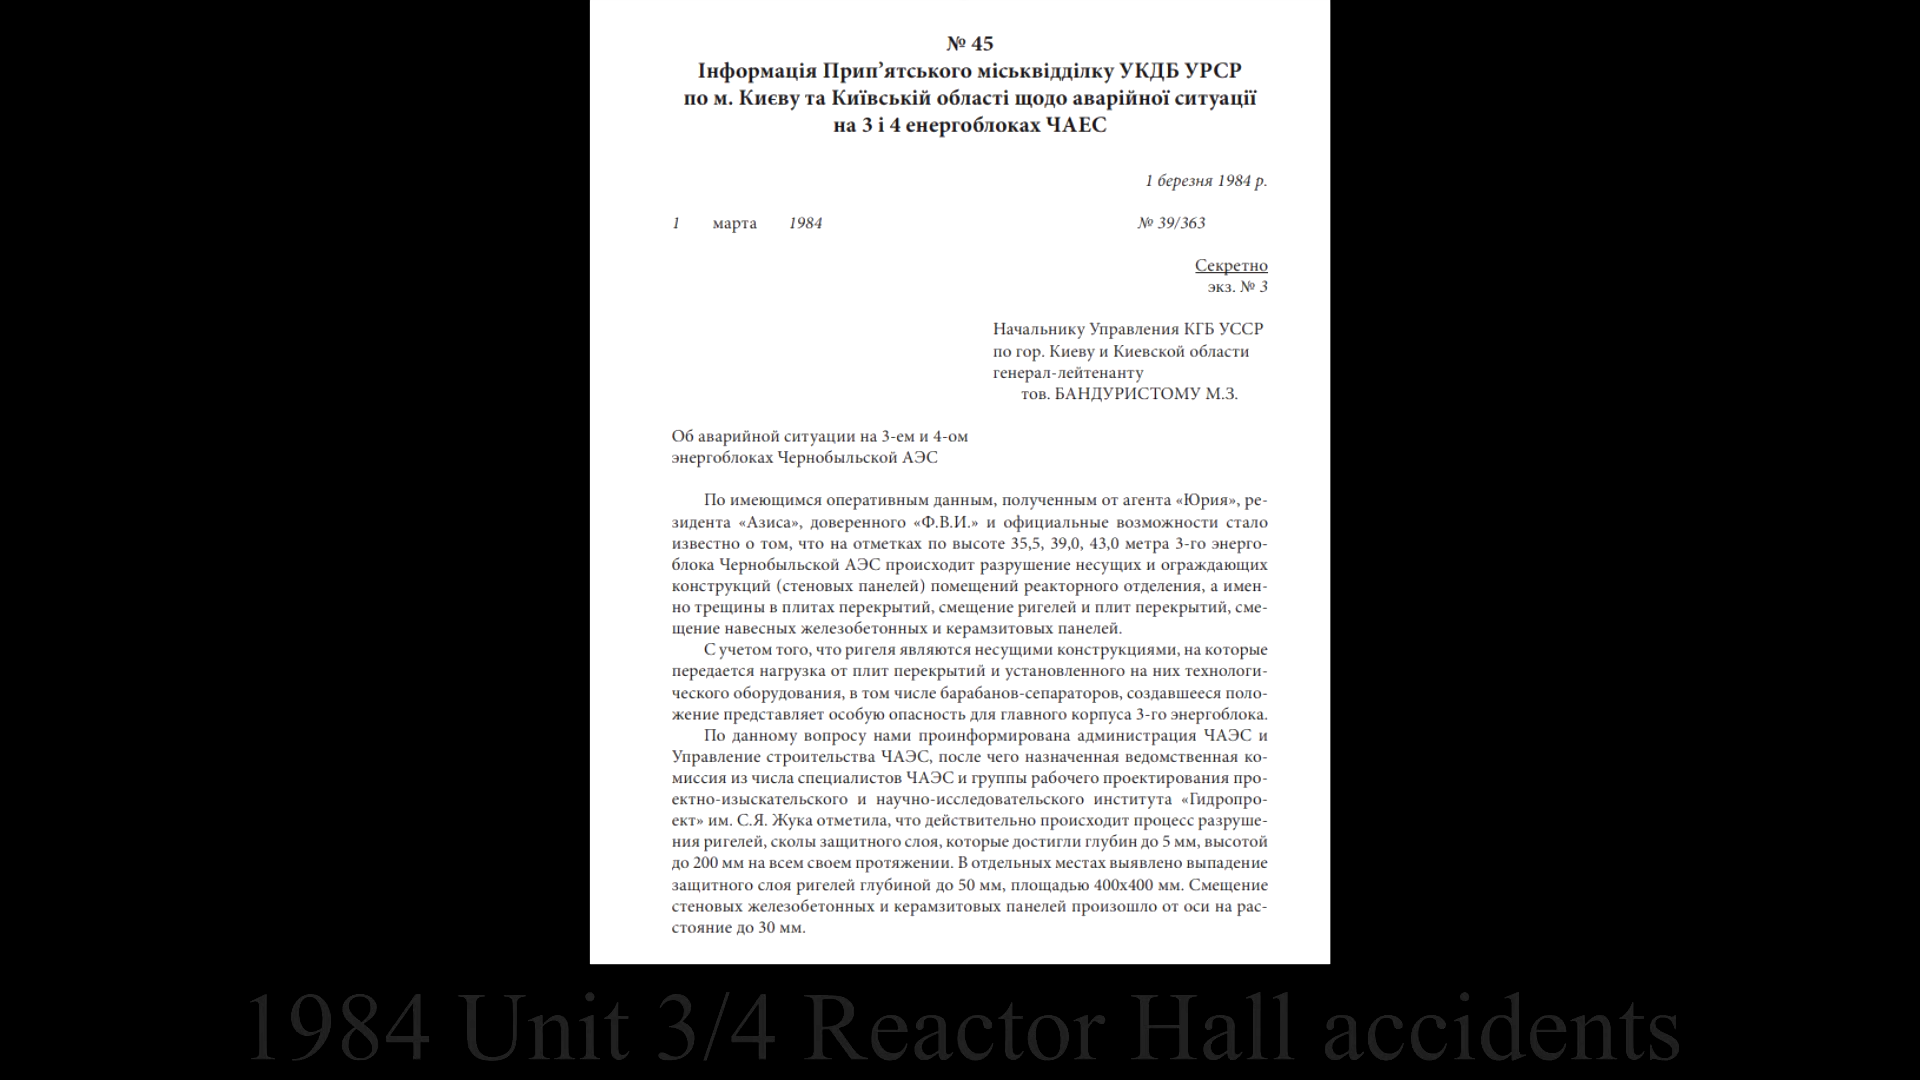 № 45
Інформація Прип’ятського міськвідділку УКДБ УРСР
по м. Києву та Київській області щодо аварійної ситуації
на 3 і 4 енергоблоках ЧАЕС
1 березня 1984 р.
1 марта 1984 № 39/363
Секретно
экз. № 3
Начальнику Управления КГБ УССР
по гор. Киеву и Киевской области
генерал-лейтенанту
тов. БАНДУРИСТОМУ М.З.
Об аварийной ситуации на 3-ем и 4-ом
энергоблоках Чернобыльской АЭС
По имеющимся оперативным данным, полученным от агента «Юрия», ре-
зидента «Азиса», доверенного «Ф.В.И.» и официальные возможности стало
известно о том, что на отметках по высоте 35,5, 39,0, 43,0 метра 3-го энерго-
блока Чернобыльской АЭС происходит разрушение несущих и ограждающих
конструкций (стеновых панелей) помещений реакторного отделения, а имен-
но трещины в плитах перекрытий, смещение ригелей и плит перекрытий, сме-
щение навесных железобетонных и керамзитовых панелей.
С учетом того, что ригеля являются несущими конструкциями, на которые
передается нагрузка от плит перекрытий и установленного на них технологи-
ческого оборудования, в том числе барабанов-сепараторов, создавшееся поло-
жение представляет особую опасность для главного корпуса 3-го энергоблока.
По данному вопросу нами проинформирована администрация ЧАЭС и
Управление строительства ЧАЭС, после чего назначенная ведомственная ко-
миссия из числа специалистов ЧАЭС и группы рабочего проектирования про-
ектно-изыскательского и научно-исследовательского института «Гидропро-
ект» им. С.Я. Жука отметила, что действительно происходит процесс разруше-
ния ригелей, сколы защитного слоя, которые достигли глубин до 5 мм, высотой
до 200 мм на всем своем протяжении. В отдельных местах выявлено выпадение
защитного слоя ригелей глубиной до 50 мм, площадью 400х400 мм. Смещение
стеновых железобетонных и керамзитовых панелей произошло от оси на рас-
стояние до 30 мм.
1984 Unit 3/4 Reactor Hall accidents